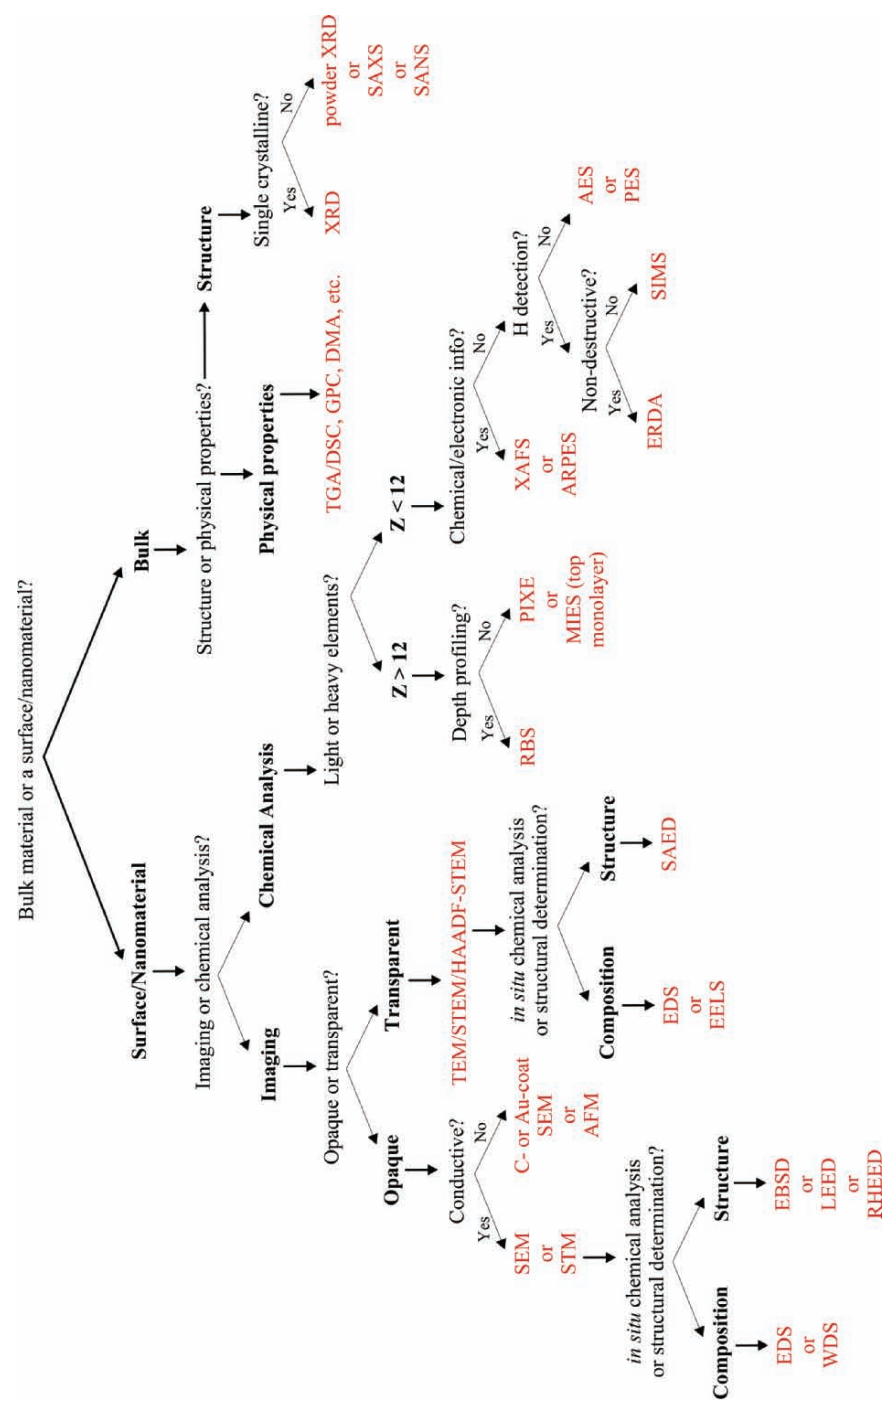 Bulk material or a surface/nanomaterial?
Surface/Nanomaterial
Bulk
Imaging or chemical analysis?
Structure or physical properties?
Structure
Imaging
Chemical Analysis
Physical properties
Single crystalline?
Yes
No
Opaque or transparent?
Light or heavy elements?
TGA/DSC, GPC, DMA, etc.
XRD
powder XRD
or
SAXS
or
SANS
Opaque
Transparent
Z > 12
Z < 12
Conductive?
TEM/STEM/HAADF-STEM
Depth profiling?
Chemical/electronic info?
Yes
No
Yes
No
Yes
No
SEM
or
STM
C- or Au-coat
SEM
or
AFM
in situ chemical analysis
or structural determination?
RBS
PIXE
or
MIES (top
monolayer)
XAFS
or
ARPES
H detection?
Yes
No
Composition
Structure
Non-destructive?
AES
or
PES
Yes
No
in situ chemical analysis
or structural determination?
EDS
or
EELS
SAED
ERDA
SIMS
Composition
Structure
EDS
or
WDS
EBSD
or
LEED
or
RHEED